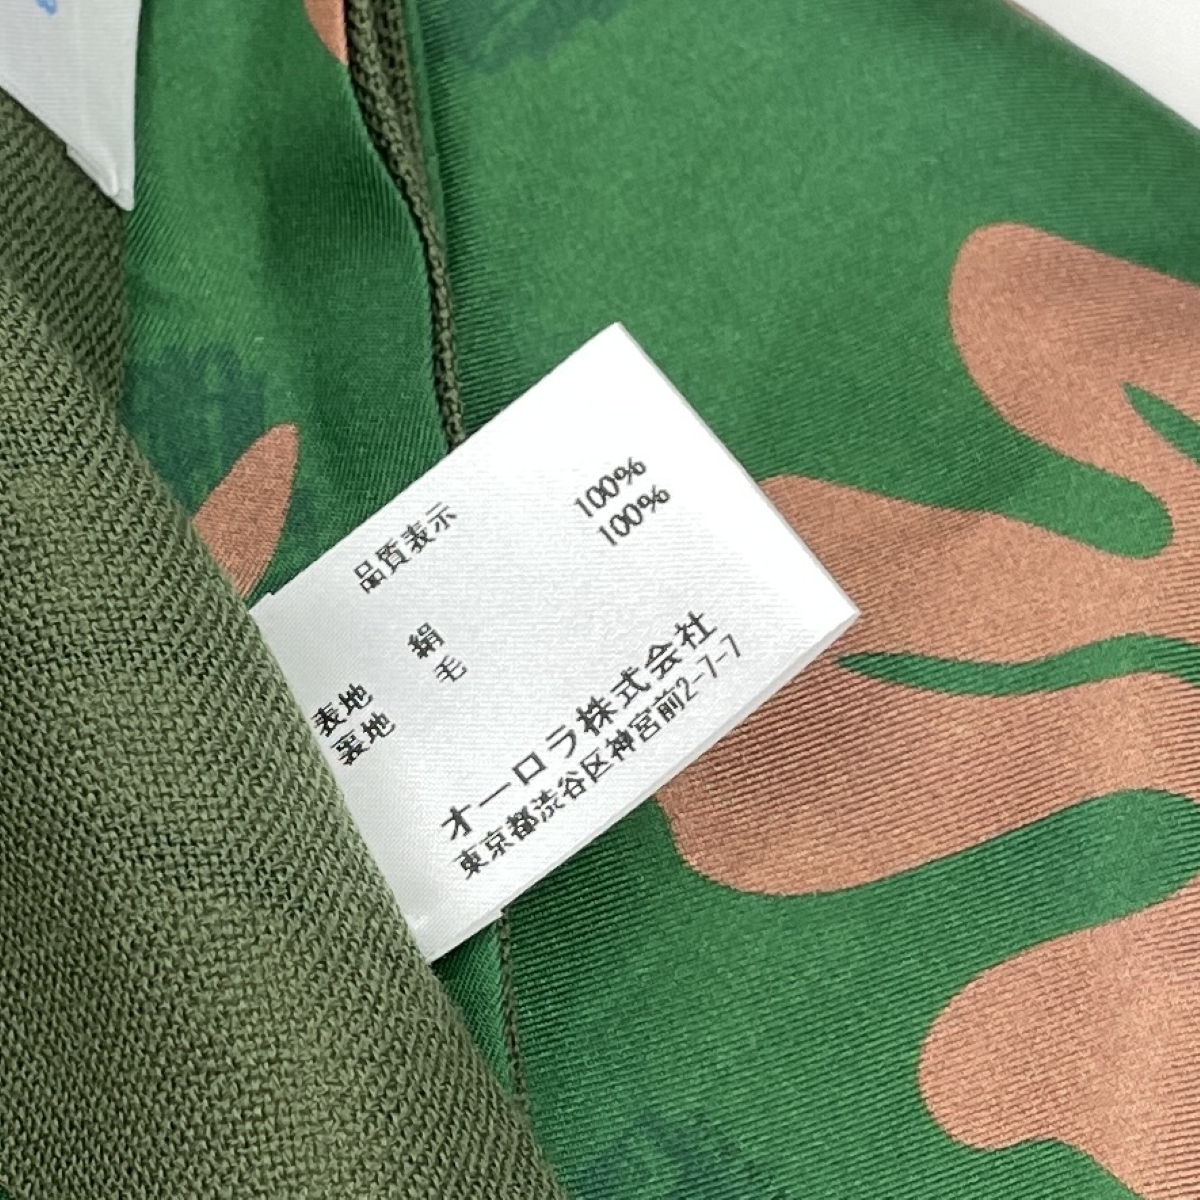 品質表示
表地 絹 100%
裏地 毛 100%
オーロラ株式会社
東京都渋谷区神宮前2-7-7